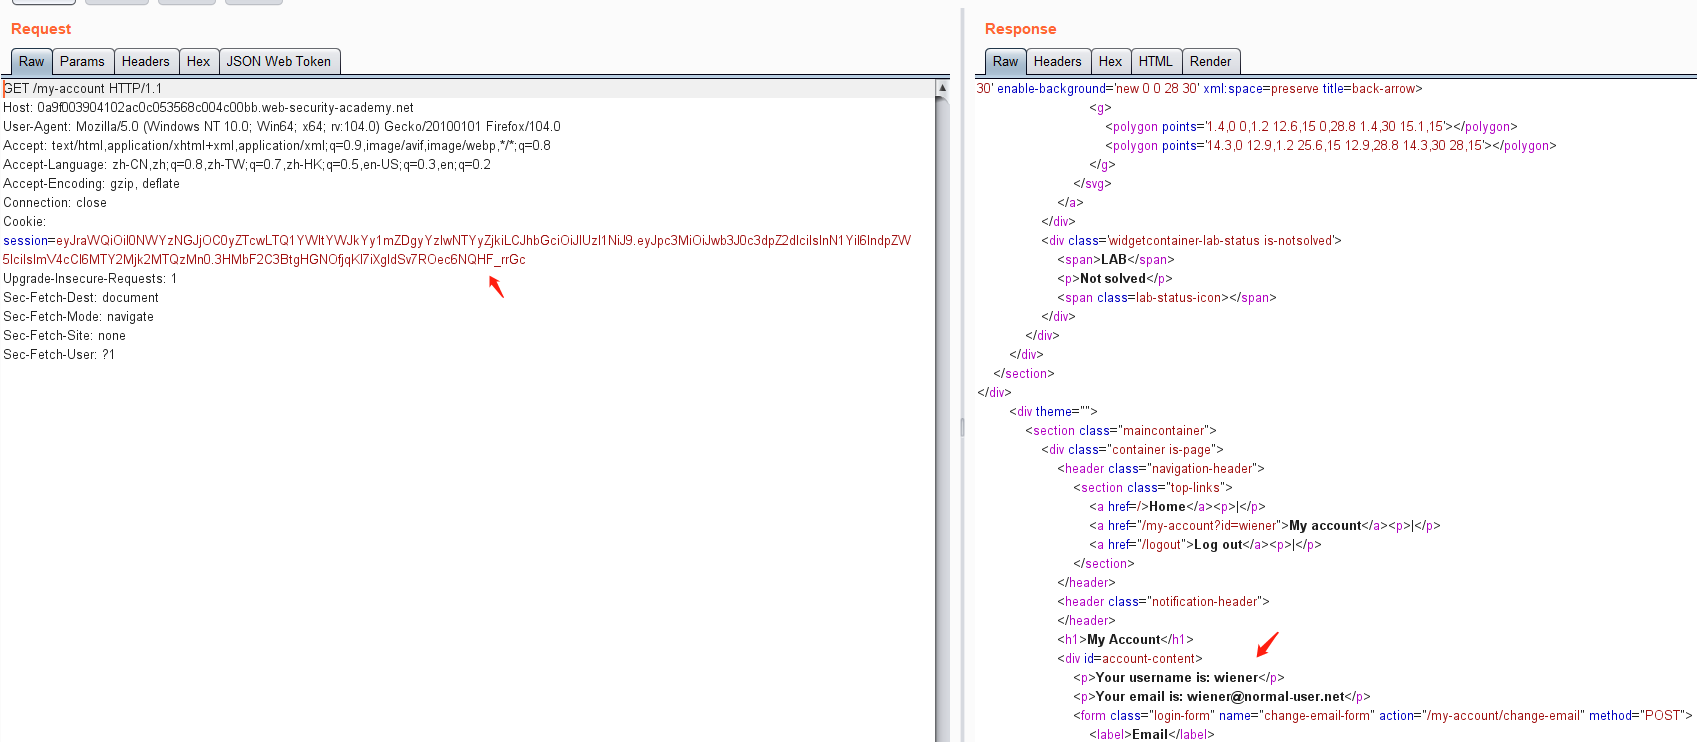 Request
Raw Params Headers Hex JSON Web Token
GET /my-account HTTP/1.1
Host: 0a9f003904102ac0c053568c004c00bb.web-security-academy.net
User-Agent: Mozilla/5.0 (Windows NT 10.0; Win64; x64; rv:104.0) Gecko/20100101 Firefox/104.0
Accept: text/html,application/xhtml+xml,application/xml;q=0.9,image/avif,image/webp,*/*;q=0.8
Accept-Language: zh-CN,zh;q=0.8,zh-TW;q=0.7,zh-HK;q=0.5,en-US;q=0.3,en;q=0.2
Accept-Encoding: gzip, deflate
Connection: close
Cookie:
session=eyJraWQiOiI0NWYzNGJjOC0yZTcwLTQ1YWItYWJkYy1mZDgyYzIwNTYyZjkiLCJhbGciOiJIUzI1NiJ9.eyJpc3MiOiJwb3J0c3dpZ2dlciIsInN1YiI6IndpZW
5lciIsImV4cCI6MTY2Mjk2MTQzMn0.3HMbF2C3BtgHGNOfjqKl7iXgIdSv7ROec6NQHF_rrGc
Upgrade-Insecure-Requests: 1
Sec-Fetch-Dest: document
Sec-Fetch-Mode: navigate
Sec-Fetch-Site: none
Sec-Fetch-User: ?1
Response
Raw Headers Hex HTML Render
30' enable-background='new 0 0 28 30' xml:space=preserve title=back-arrow>
<g>
<polygon points='1.4,0 0,1.2 12.6,15 0,28.8 1.4,30 15.1,15'></polygon>
<polygon points='14.3,0 12.9,1.2 25.6,15 12.9,28.8 14.3,30 28,15'></polygon>
</g>
</svg>
</a>
</div>
<div class='widgetcontainer-lab-status is-notsolved'>
<span>LAB</span>
<p>Not solved</p>
<span class=lab-status-icon></span>
</div>
</div>
</div>
</section>
</div>
<div theme="">
<section class="maincontainer">
<div class="container is-page">
<header class="navigation-header">
<section class="top-links">
<a href=/>Home</a><p>|</p>
<a href="/my-account?id=wiener">My account</a><p>|</p>
<a href="/logout">Log out</a><p>|</p>
</section>
</header>
<header class="notification-header">
</header>
<h1>My Account</h1>
<div id=account-content>
<p>Your username is: wiener</p>
<p>Your email is: wiener@normal-user.net</p>
<form class="login-form" name="change-email-form" action="/my-account/change-email" method="POST">
<label>Email</label>